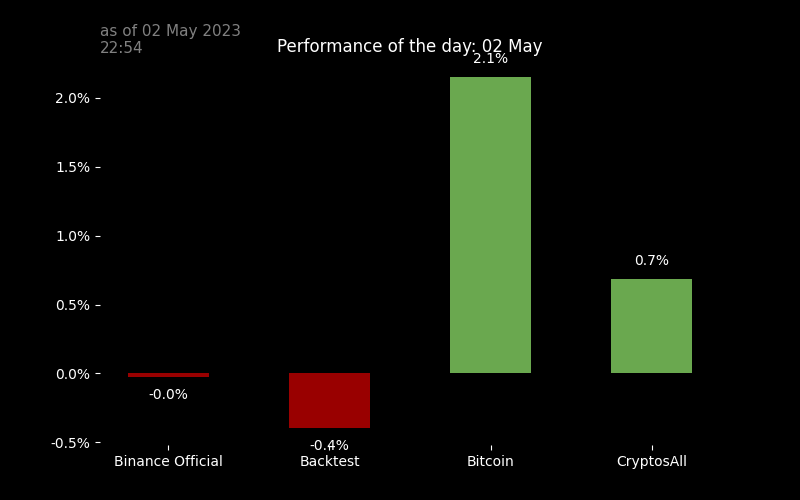 as of 02 May 2023
22:54
Performance of the day: 02 May
2.1%
2.0%
1.5%
1.0%
0.7%
0.5%
0.0%
-0.0%
-0.5%
-0.4%
Binance Official
Backtest
Bitcoin
CryptosAll